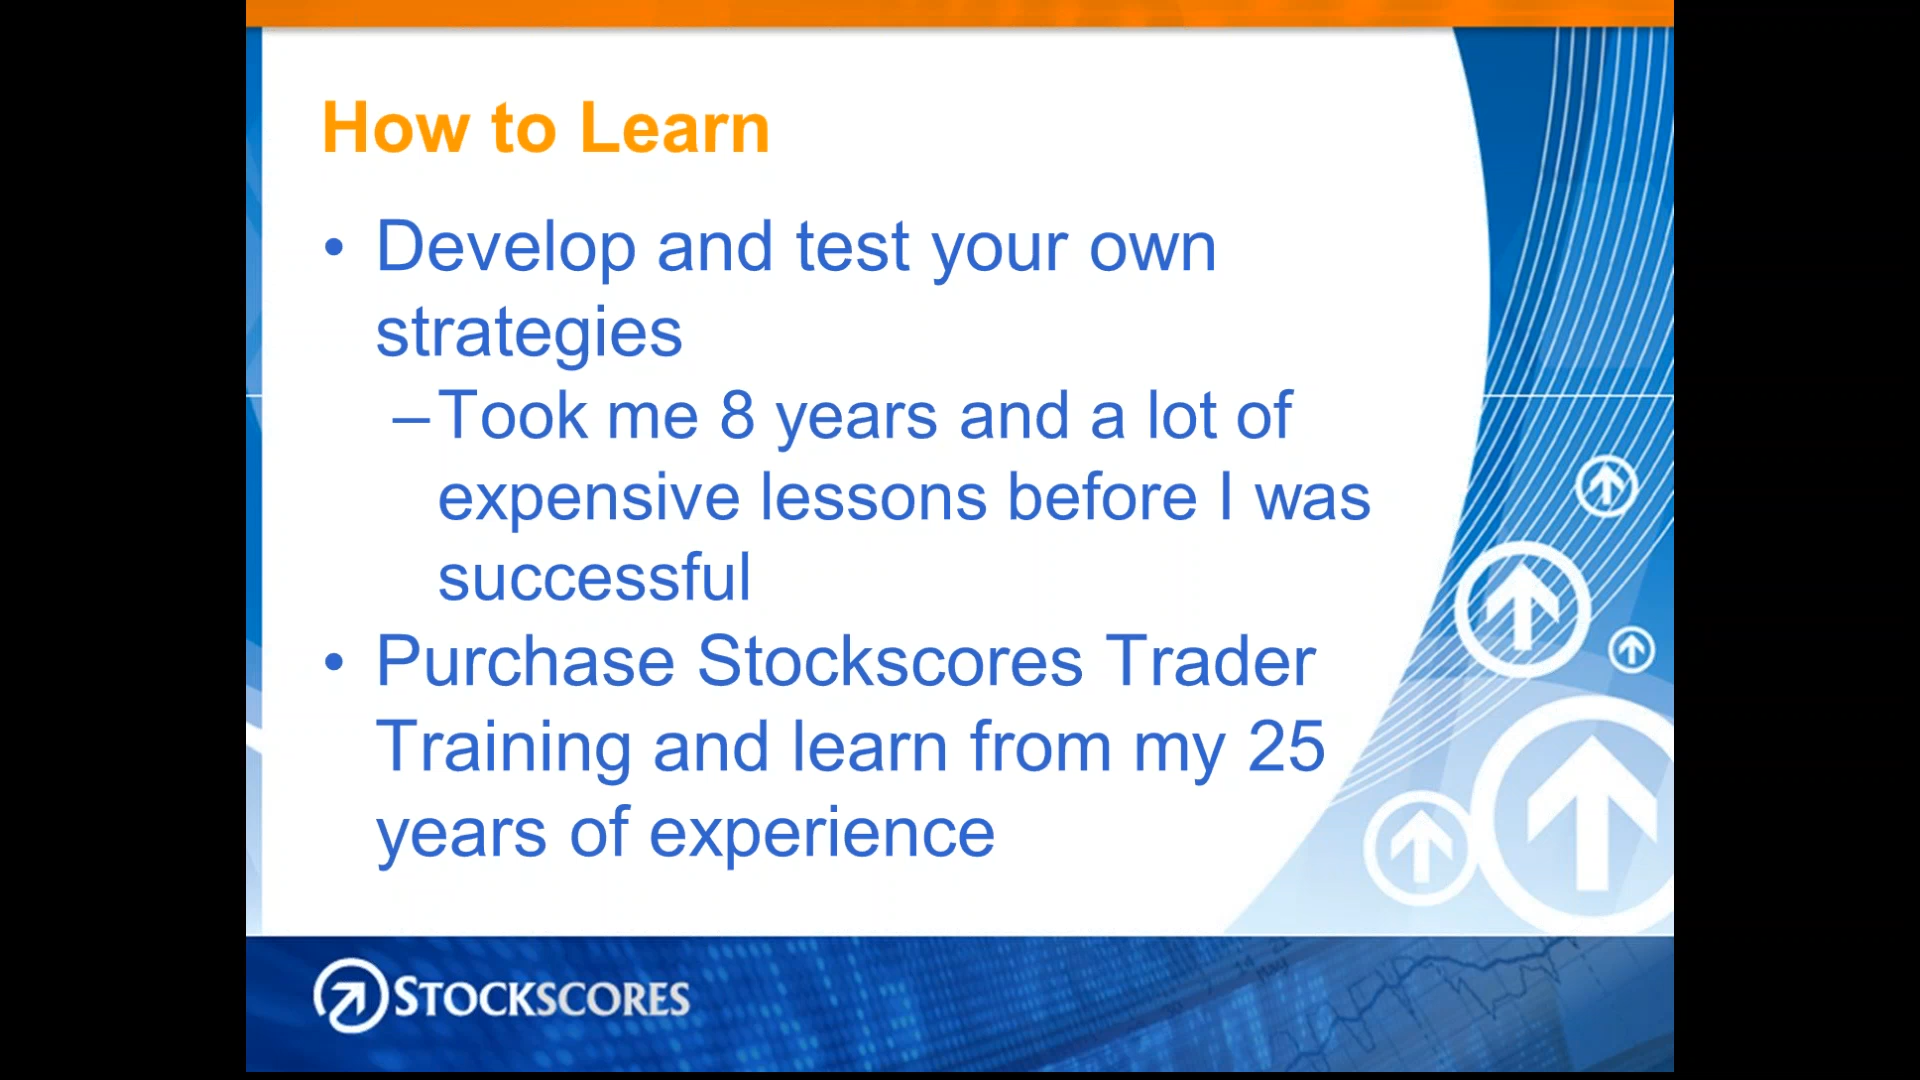 How to Learn
• Develop and test your own
strategies
–Took me 8 years and a lot of
expensive lessons before I was
successful
• Purchase Stockscores Trader
Training and learn from my 25
years of experience
STOCKSCORES